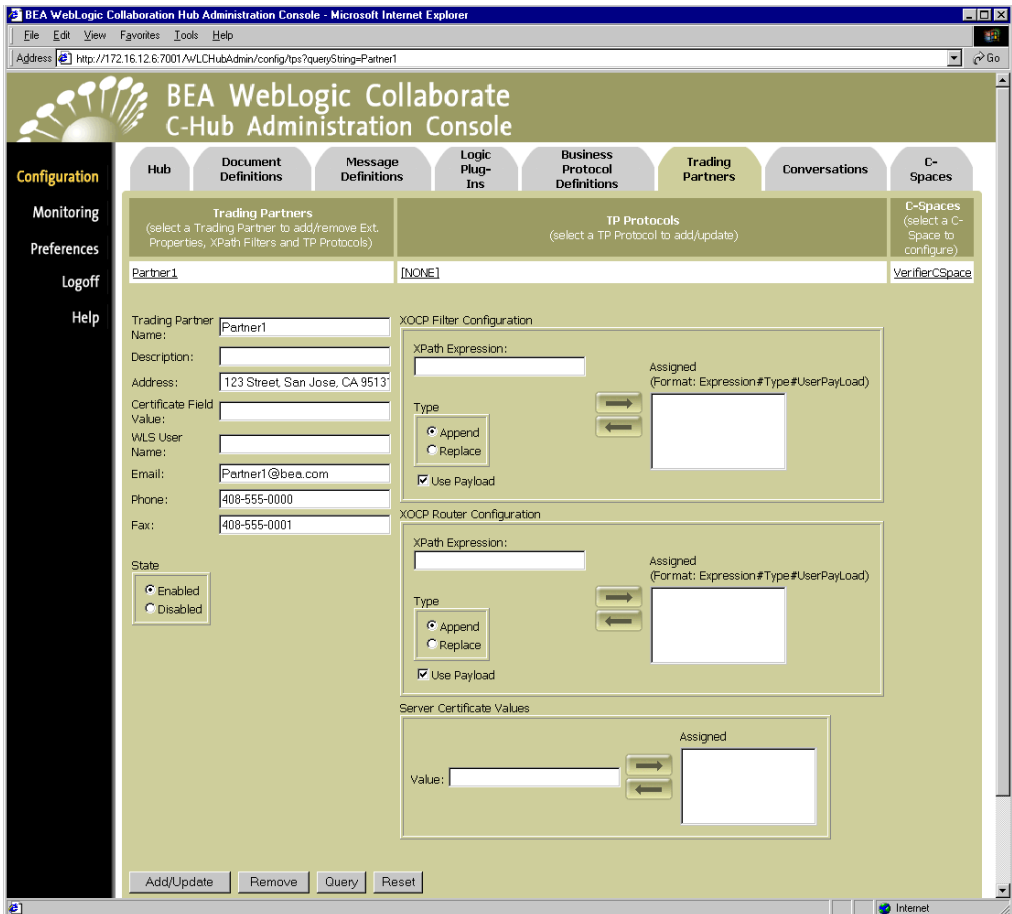 BEA WebLogic Collaboration Hub Administration Console - Microsoft Internet Explorer
File Edit View Favorites Tools Help
Address http://172.16.12.6:7001/WLCHubAdmin/config/tps?queryString=Partner1 Go
BEA WebLogic Collaborate
C-Hub Administration Console
Configuration
Monitoring
Preferences
Logoff
Help
Hub
Document
Definitions
Message
Definitions
Logic
Plug-
Ins
Business
Protocol
Definitions
Trading
Partners
Conversations
C-
Spaces
Trading Partners
(select a Trading Partner to add/remove Ext.
Properties, XPath Filters and TP Protocols)
TP Protocols
(select a TP Protocol to add/update)
C-Spaces
(select a C-
Space to
configure)
Partner1
[NONE]
VerifierCSpace
Trading Partner
Name:
Partner1
Description:
Address:
123 Street, San Jose, CA 95131
Certificate Field
Value:
WLS User
Name:
Email:
Partner1@bea.com
Phone:
408-555-0000
Fax:
408-555-0001
State
Enabled
Disabled
XOCP Filter Configuration
XPath Expression:
Assigned
(Format: Expression#Type#UserPayLoad)
Type
Append
Replace
Use Payload
XOCP Router Configuration
XPath Expression:
Assigned
(Format: Expression#Type#UserPayLoad)
Type
Append
Replace
Use Payload
Server Certificate Values
Assigned
Value:
Add/Update Remove Query Reset
Internet